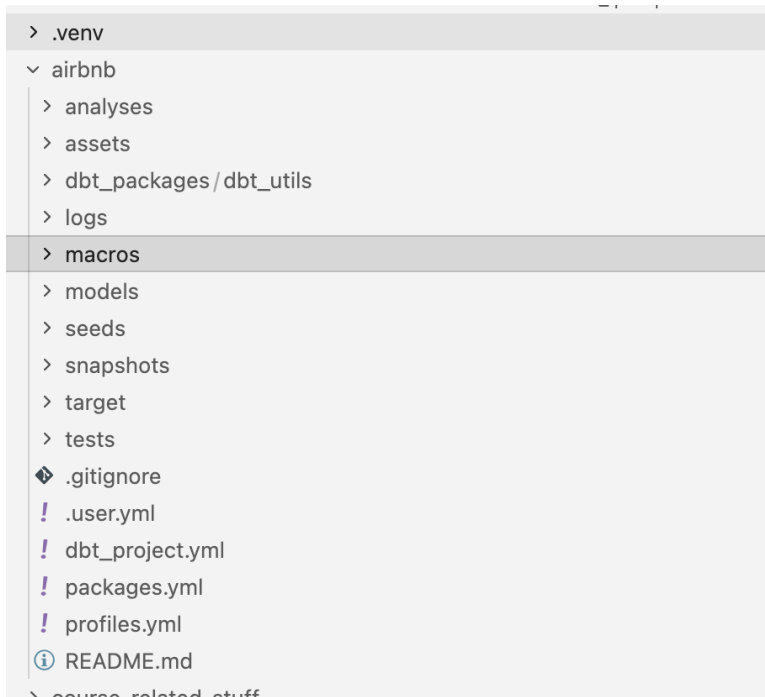 .venv
airbnb
analyses
assets
dbt_packages/dbt_utils
logs
macros
models
seeds
snapshots
target
tests
.gitignore
! .user.yml
! dbt_project.yml
! packages.yml
! profiles.yml
README.md
course_related_stuff